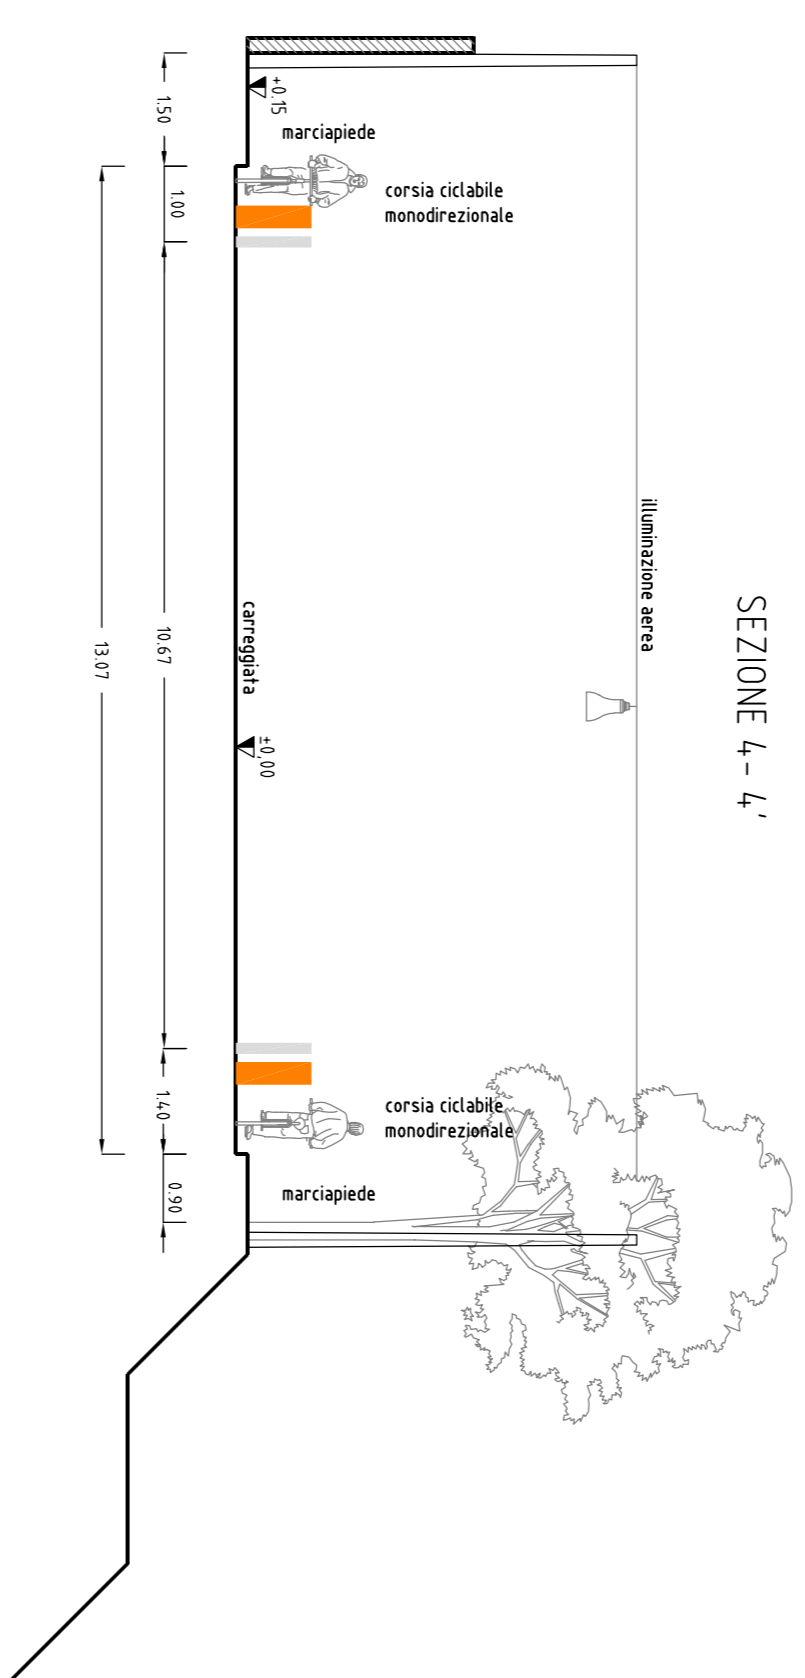 SEZIONE 4- 4'
illuminazione aerea
+0.15
marciapiede
corsia ciclabile
monodirezionale
carreggiata
±0,00
corsia ciclabile
monodirezionale
marciapiede
1.50
1.00
10.67
1.40
0.90
13.07